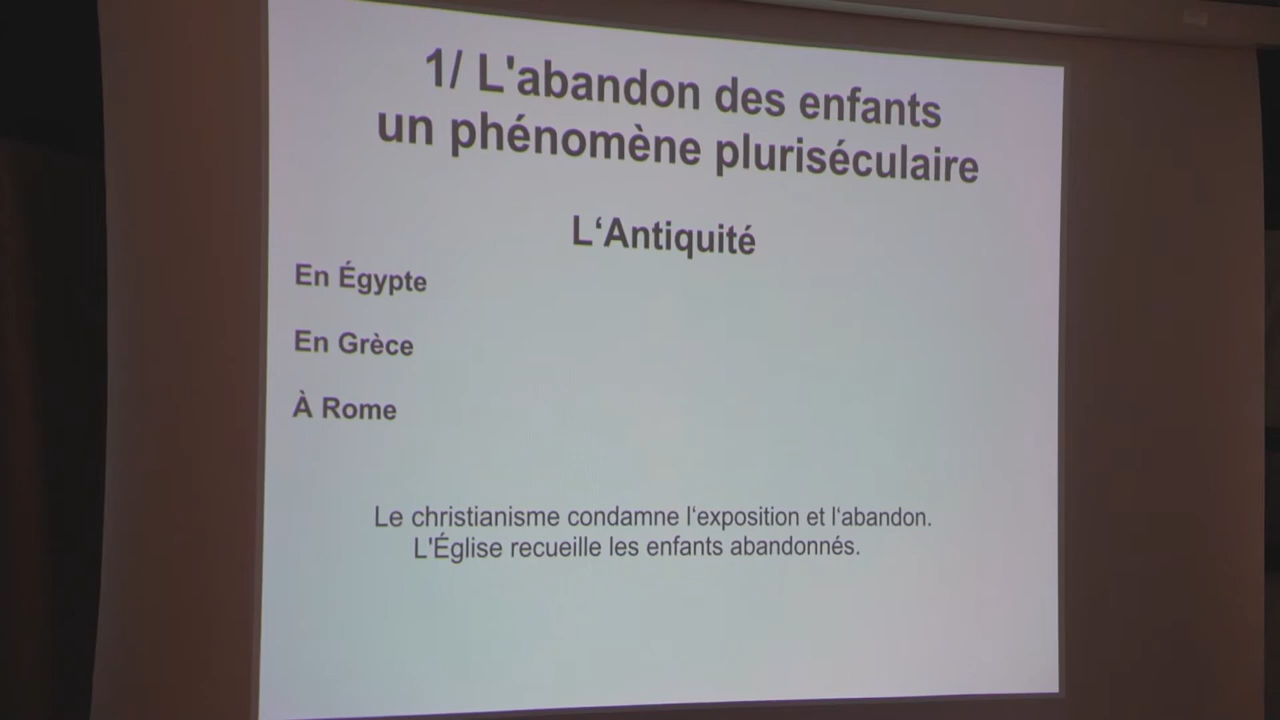 1/ L'abandon des enfants
un phénomène pluriséculaire
L‘Antiquité
En Égypte
En Grèce
À Rome
Le christianisme condamne l‘exposition et l‘abandon.
L'Église recueille les enfants abandonnés.